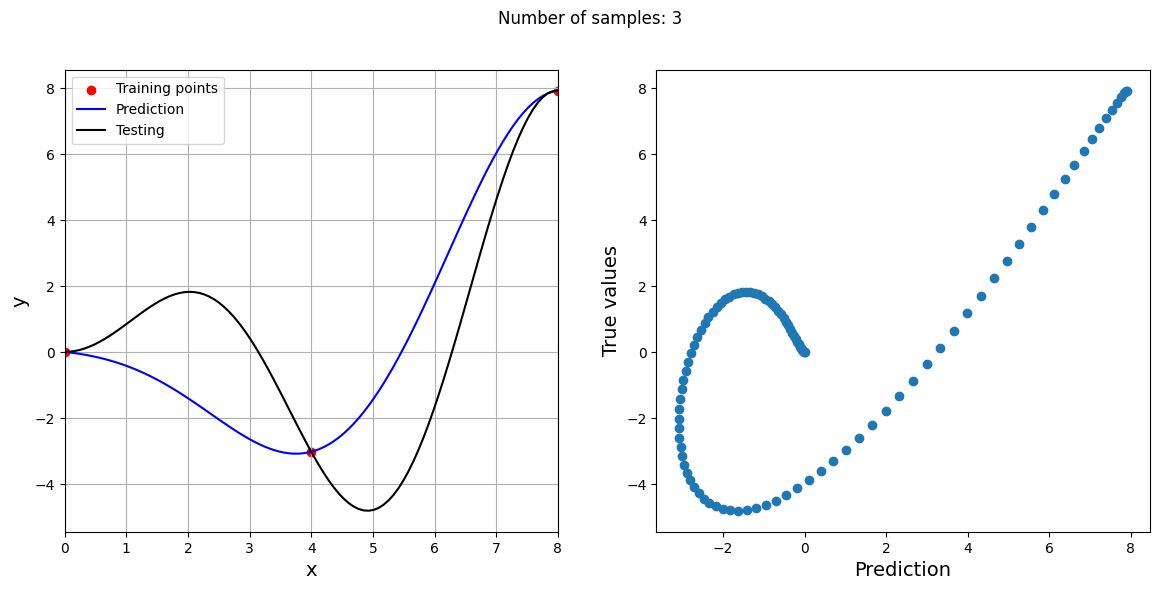 Number of samples: 3
Training points
Prediction
Testing
8
6
4
2
0
−2
−4
y
0 1 2 3 4 5 6 7 8
x
8
6
4
2
0
−2
−4
True values
−2 0 2 4 6 8
Prediction